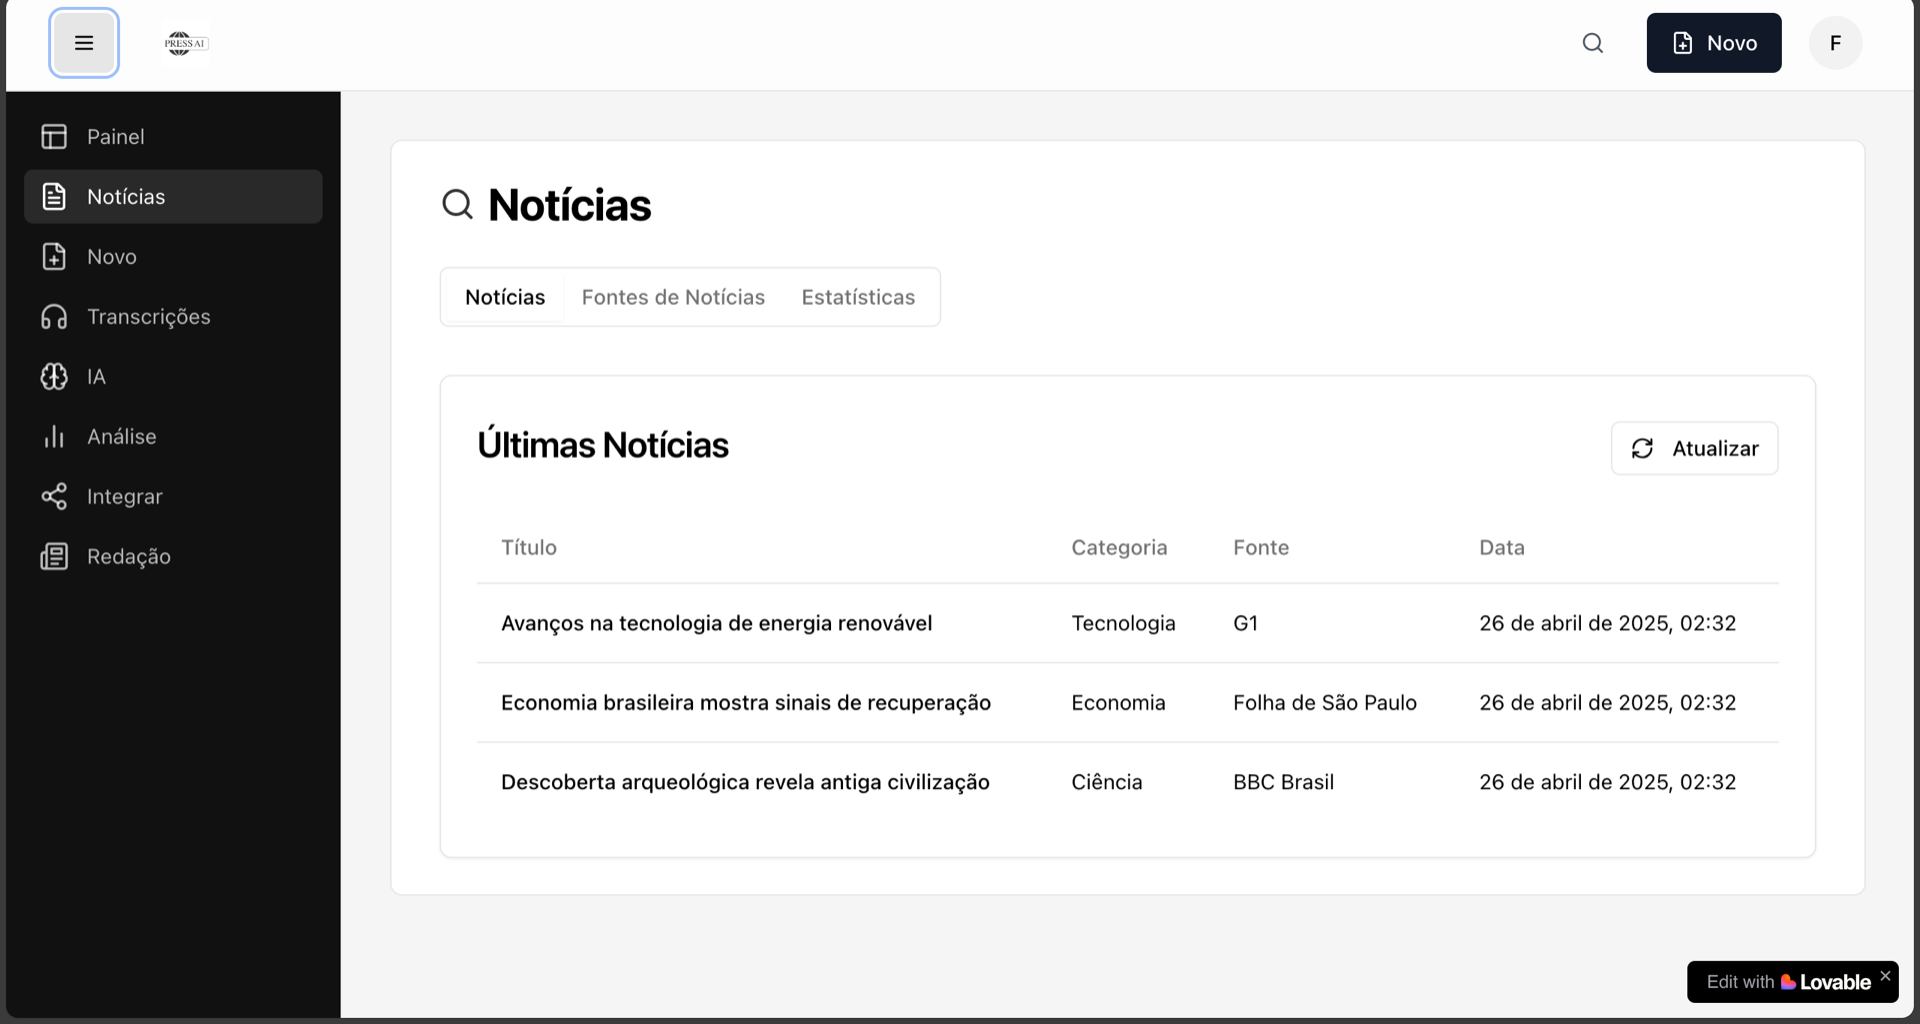 PRESS AI
Novo
F
Painel
Notícias
Novo
Transcrições
IA
Análise
Integrar
Redação
Notícias
Notícias Fontes de Notícias Estatísticas
Últimas Notícias
Atualizar
Título Categoria Fonte Data
Avanços na tecnologia de energia renovável Tecnologia G1 26 de abril de 2025, 02:32
Economia brasileira mostra sinais de recuperação Economia Folha de São Paulo 26 de abril de 2025, 02:32
Descoberta arqueológica revela antiga civilização Ciência BBC Brasil 26 de abril de 2025, 02:32
Edit with Lovable